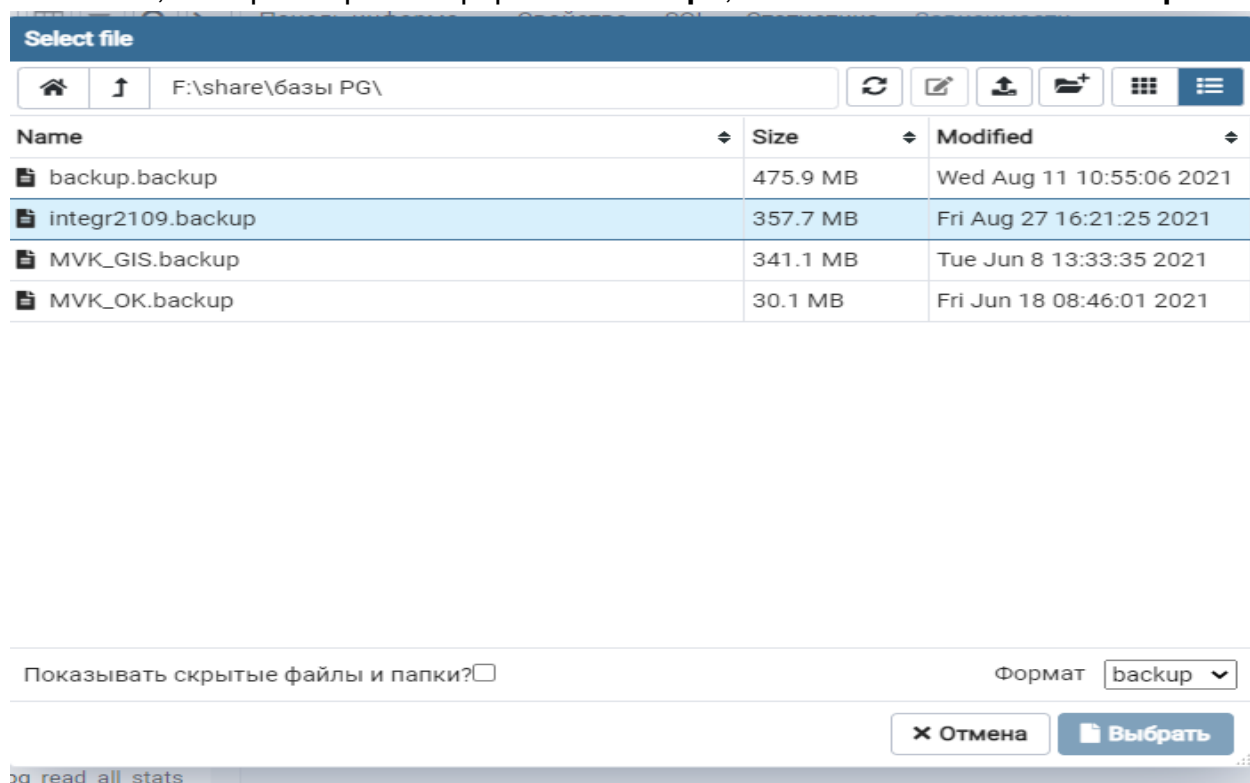 Select file
F:\share\базы PG\
Name Size Modified
backup.backup 475.9 MB Wed Aug 11 10:55:06 2021
integr2109.backup 357.7 MB Fri Aug 27 16:21:25 2021
MVK_GIS.backup 341.1 MB Tue Jun 8 13:33:35 2021
MVK_OK.backup 30.1 MB Fri Jun 18 08:46:01 2021
Показывать скрытые файлы и папки? Формат backup
Отмена Выбрать
pg_read_all_stats